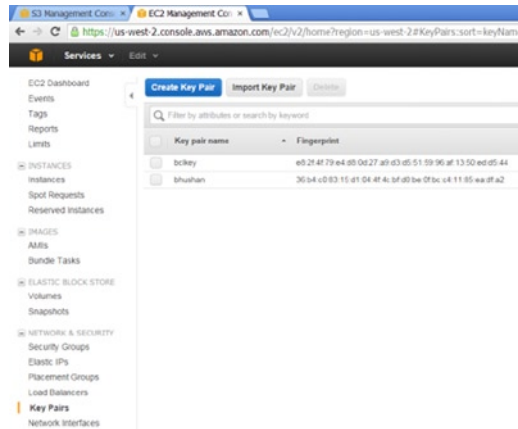 S3 Management Cons
EC2 Management Con
https://us-west-2.console.aws.amazon.com/ec2/v2/home?region=us-west-2#KeyPairs:sort=keyNam
Services
Edit
EC2 Dashboard
Events
Tags
Reports
Limits
INSTANCES
Instances
Spot Requests
Reserved Instances
IMAGES
AMIs
Bundle Tasks
ELASTIC BLOCK STORE
Volumes
Snapshots
NETWORK & SECURITY
Security Groups
Elastic IPs
Placement Groups
Load Balancers
Key Pairs
Network Interfaces
Create Key Pair
Import Key Pair
Delete
Filter by attributes or search by keyword
Key pair name
Fingerprint
bcikey
bhushan